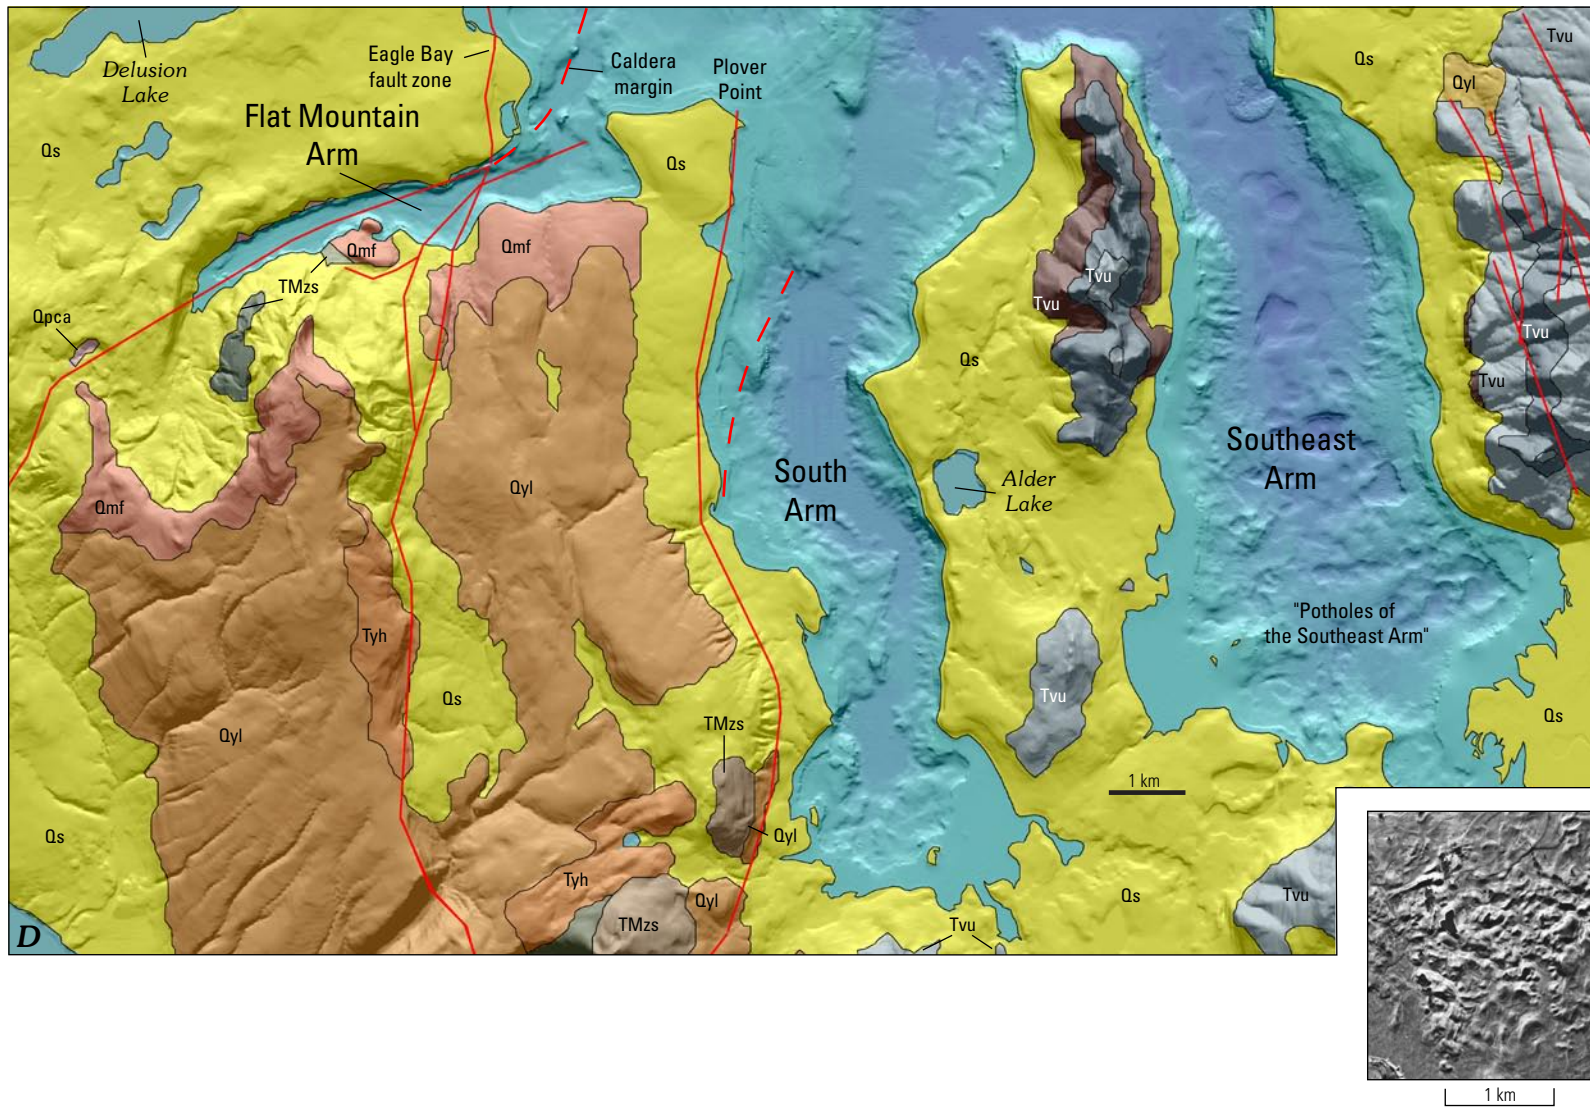 Delusion
Lake
Eagle Bay
fault zone
Caldera
margin
Plover
Point
Flat Mountain
Arm
Qs
Qs
Qs
Qyl
Tvu
Qmf
Qmf
TMzs
Qpca
Tvu
Tvu
Tvu
Tvu
Qs
Qyl
South
Arm
Alder
Lake
Southeast
Arm
Qmf
"Potholes of
the Southeast Arm"
Tyh
Qs
Tvu
TMzs
Qs
Qyl
1 km
Qs
Qyl
Tyh
Qyl
TMzs
Tvu
Qs
Tvu
D
1 km